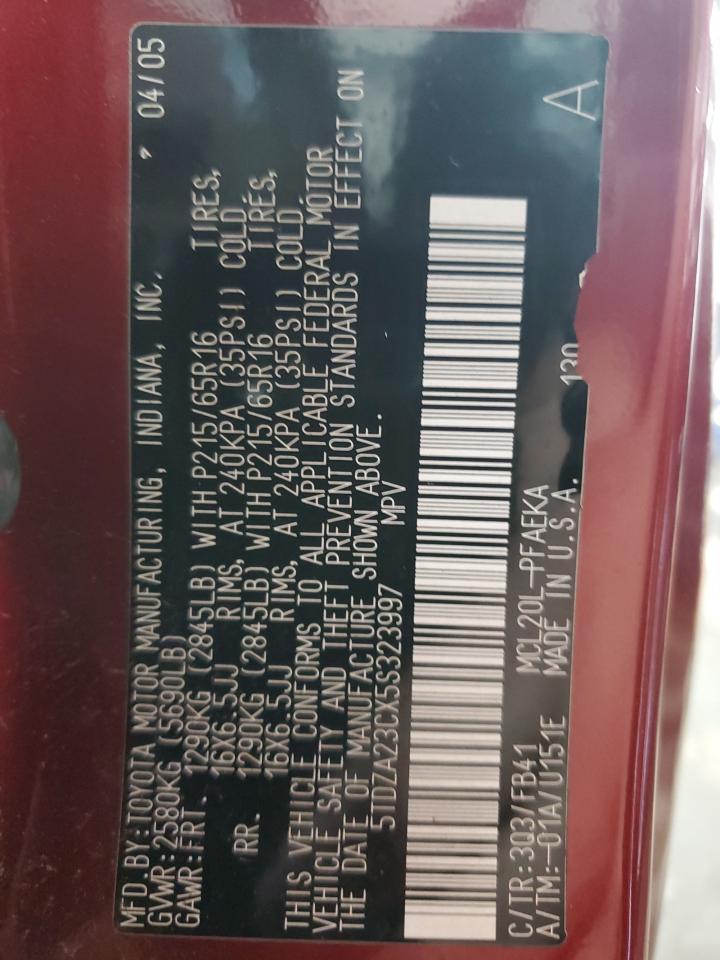 MFD.BY:TOYOTA MOTOR MANUFACTURING, INDIANA, INC. 04/05
GVWR:2580KG (5690LB)
GAWR:FRT. 1290KG (2845LB) WITH P215/65R16 TIRES,
16X6.5JJ RIMS, AT 240KPA (35PSI) COLD
RR. 1290KG (2845LB) WITH P215/65R16 TIRES,
16X6.5JJ RIMS, AT 240KPA (35PSI) COLD
THIS VEHICLE CONFORMS TO ALL APPLICABLE FEDERAL MOTOR
VEHICLE SAFETY AND THEFT PREVENTION STANDARDS IN EFFECT ON
THE DATE OF MANUFACTURE SHOWN ABOVE.
5TDZA23CX5S323997 MPV
C/TR:3Q3/FB41 MCL20L-PFAEKA
A/TM:-01A/U151E MADE IN U.S.A. 130
A